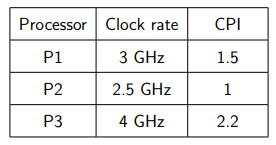 Processor Clock rate CPI
P1 3 GHz 1.5
P2 2.5 GHz 1
P3 4 GHz 2.2